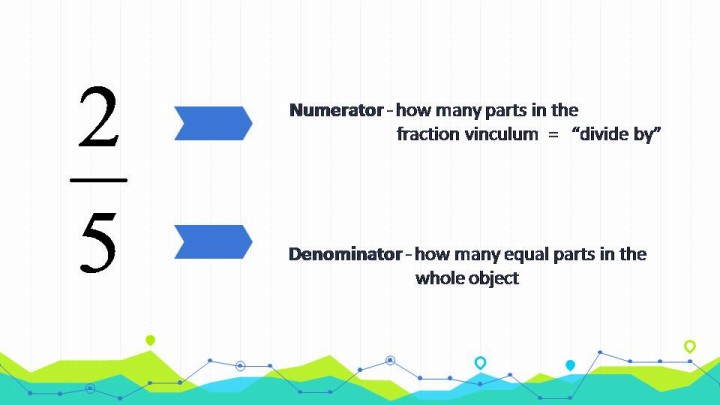 2
5
Numerator - how many parts in the
fraction vinculum = “divide by”
Denominator - how many equal parts in the
whole object